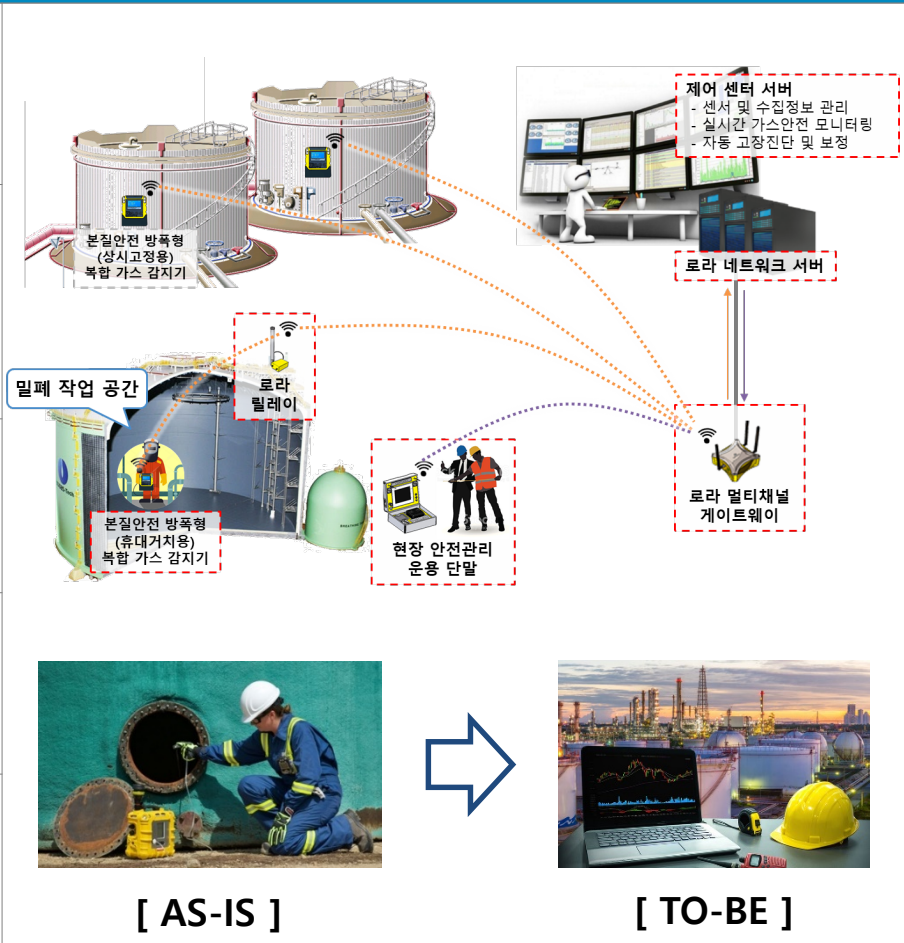 제어 센터 서버
- 센서 및 수집정보 관리
- 실시간 가스안전 모니터링
- 자동 고장진단 및 보정
본질안전 방폭형
(상시고정용)
복합 가스 감지기
로라 네트워크 서버
로라
릴레이
밀폐 작업 공간
본질안전 방폭형
(휴대거치용)
복합 가스 감지기
현장 안전관리
운용 단말
로라 멀티채널
게이트웨이
[ AS-IS ]
[ TO-BE ]